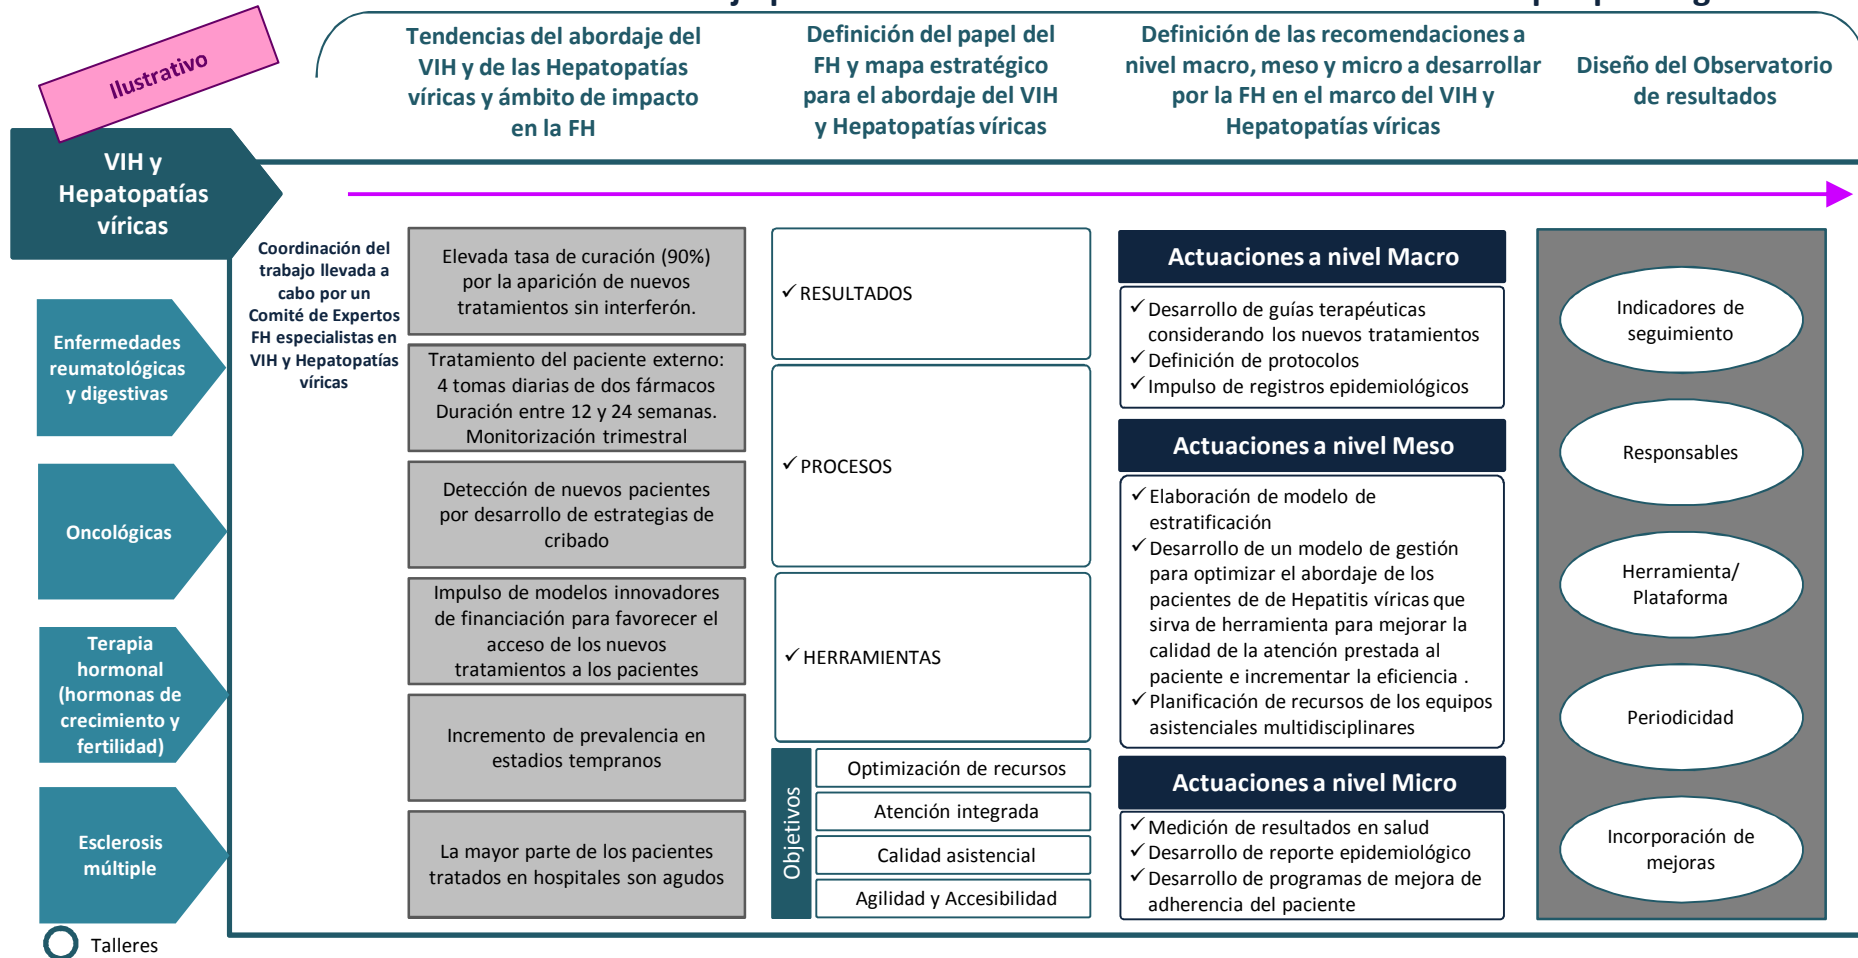 Ilustrativo
Tendencias del abordaje del
VIH y de las Hepatopatías
víricas y ámbito de impacto
en la FH
Definición del papel del
FH y mapa estratégico
para el abordaje del VIH
y Hepatopatías víricas
Definición de las recomendaciones a
nivel macro, meso y micro a desarrollar
por la FH en el marco del VIH y
Hepatopatías víricas
Diseño del Observatorio
de resultados
VIH y
Hepatopatías
víricas
Enfermedades
reumatológicas
y digestivas
Oncológicas
Terapia
hormonal
(hormonas de
crecimiento y
fertilidad)
Esclerosis
múltiple
Talleres
Coordinación del
trabajo llevada a
cabo por un
Comité de Expertos
FH especialistas en
VIH y Hepatopatías
víricas
Elevada tasa de curación (90%)
por la aparición de nuevos
tratamientos sin interferón.
Tratamiento del paciente externo:
4 tomas diarias de dos fármacos
Duración entre 12 y 24 semanas.
Monitorización trimestral
Detección de nuevos pacientes
por desarrollo de estrategias de
cribado
Impulso de modelos innovadores
de financiación para favorecer el
acceso de los nuevos
tratamientos a los pacientes
Incremento de prevalencia en
estadios tempranos
La mayor parte de los pacientes
tratados en hospitales son agudos
✓RESULTADOS
✓PROCESOS
✓HERRAMIENTAS
Objetivos
Optimización de recursos
Atención integrada
Calidad asistencial
Agilidad y Accesibilidad
Actuaciones a nivel Macro
✓Desarrollo de guías terapéuticas
considerando los nuevos tratamientos
✓Definición de protocolos
✓Impulso de registros epidemiológicos
Actuaciones a nivel Meso
✓Elaboración de modelo de
estratificación
✓Desarrollo de un modelo de gestión
para optimizar el abordaje de los
pacientes de de Hepatitis víricas que
sirva de herramienta para mejorar la
calidad de la atención prestada al
paciente e incrementar la eficiencia .
✓Planificación de recursos de los equipos
asistenciales multidisciplinares
Actuaciones a nivel Micro
✓Medición de resultados en salud
✓Desarrollo de reporte epidemiológico
✓Desarrollo de programas de mejora de
adherencia del paciente
Indicadores de
seguimiento
Responsables
Herramienta/
Plataforma
Periodicidad
Incorporación de
mejoras